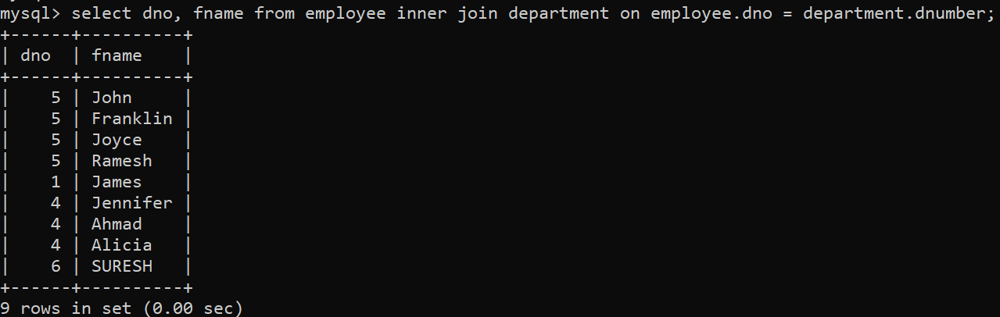 mysql> select dno, fname from employee inner join department on employee.dno = department.dnumber;
+------+----------+
| dno  | fname    |
+------+----------+
|    5 | John     |
|    5 | Franklin |
|    5 | Joyce    |
|    5 | Ramesh   |
|    1 | James    |
|    4 | Jennifer |
|    4 | Ahmad    |
|    4 | Alicia   |
|    6 | SURESH   |
+------+----------+
9 rows in set (0.00 sec)